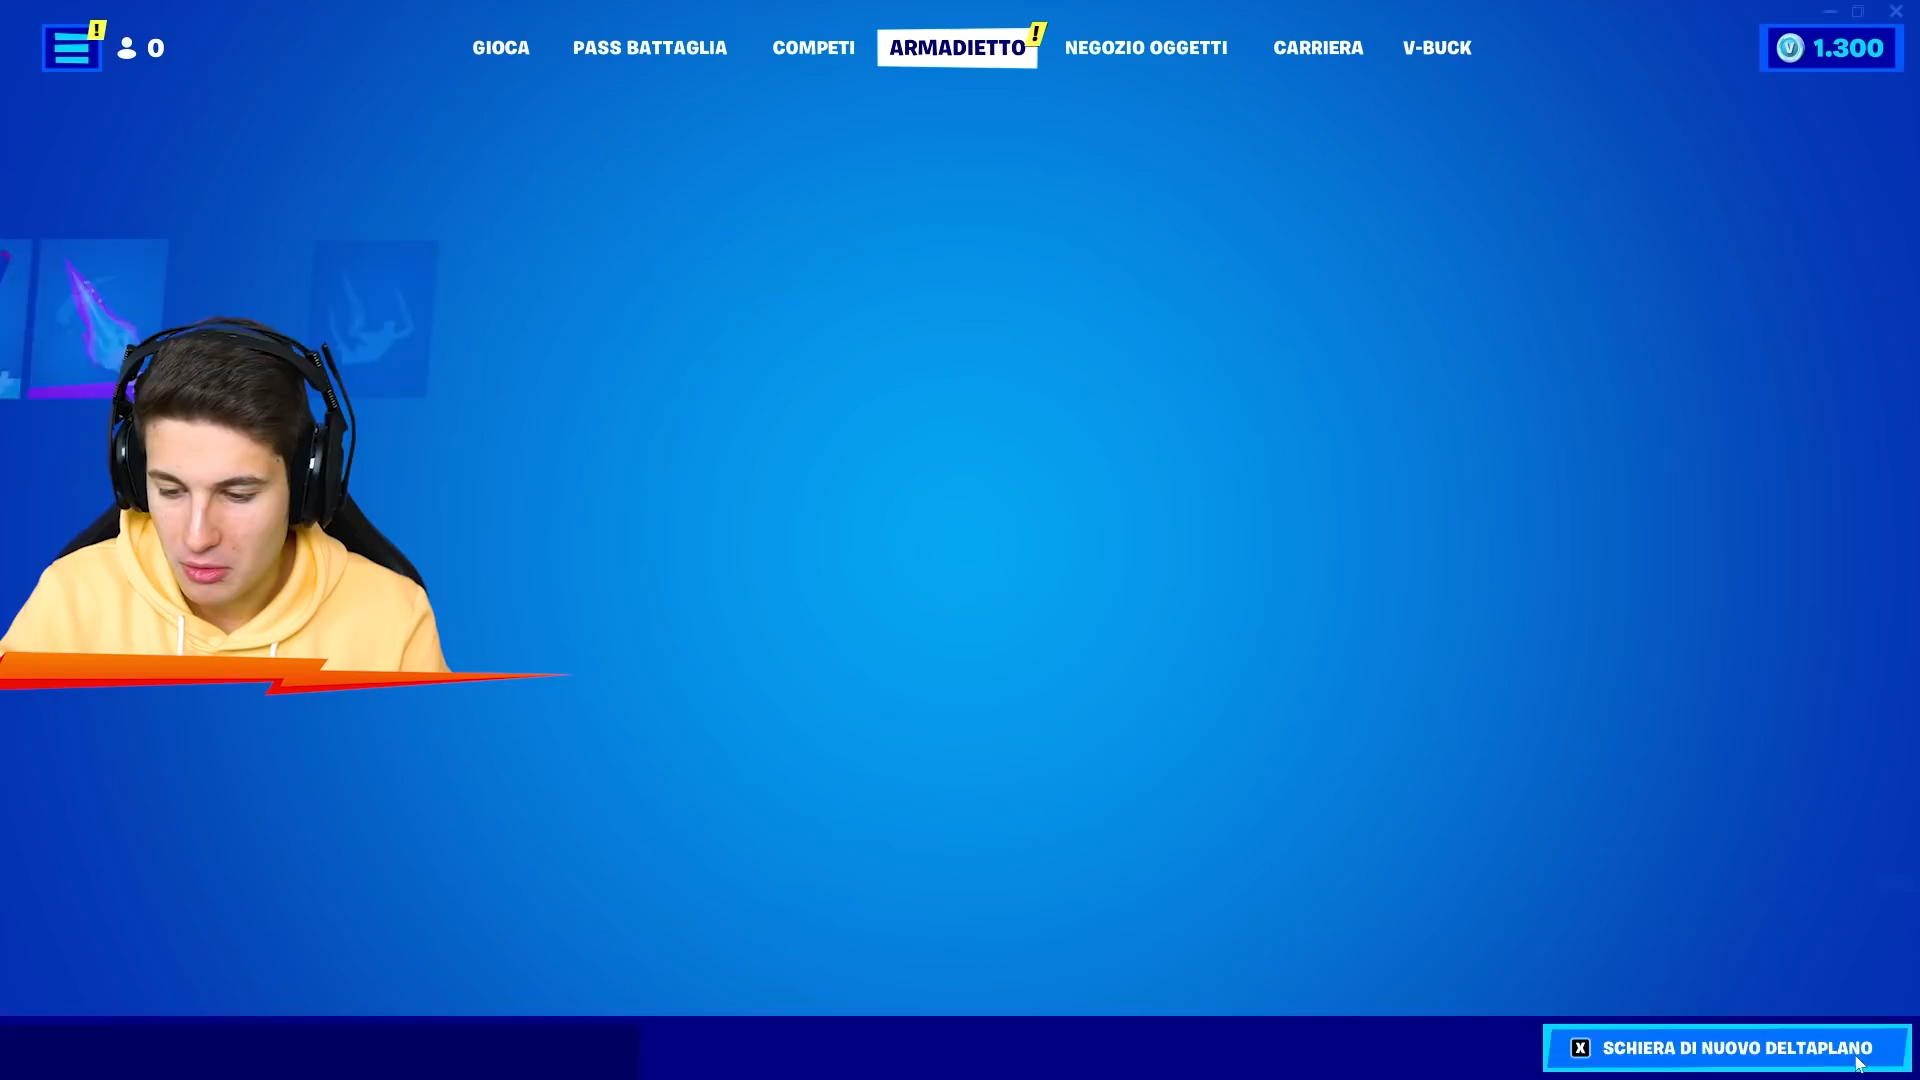 !
0
GIOCA
PASS BATTAGLIA
COMPETI
ARMADIETTO
!
NEGOZIO OGGETTI
CARRIERA
V-BUCK
V
1.300
X SCHIERA DI NUOVO DELTAPLANO